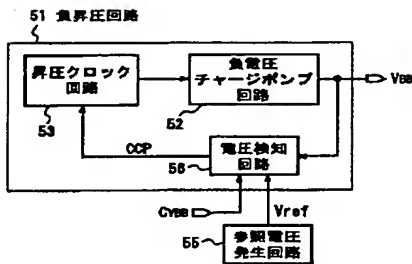 51 負昇圧回路
昇圧クロック
回路
53
負電圧
チャージポンプ
回路
52
VBB
CCP
電圧検知
回路
56
CVBB
Vref
55
参照電圧
発生回路